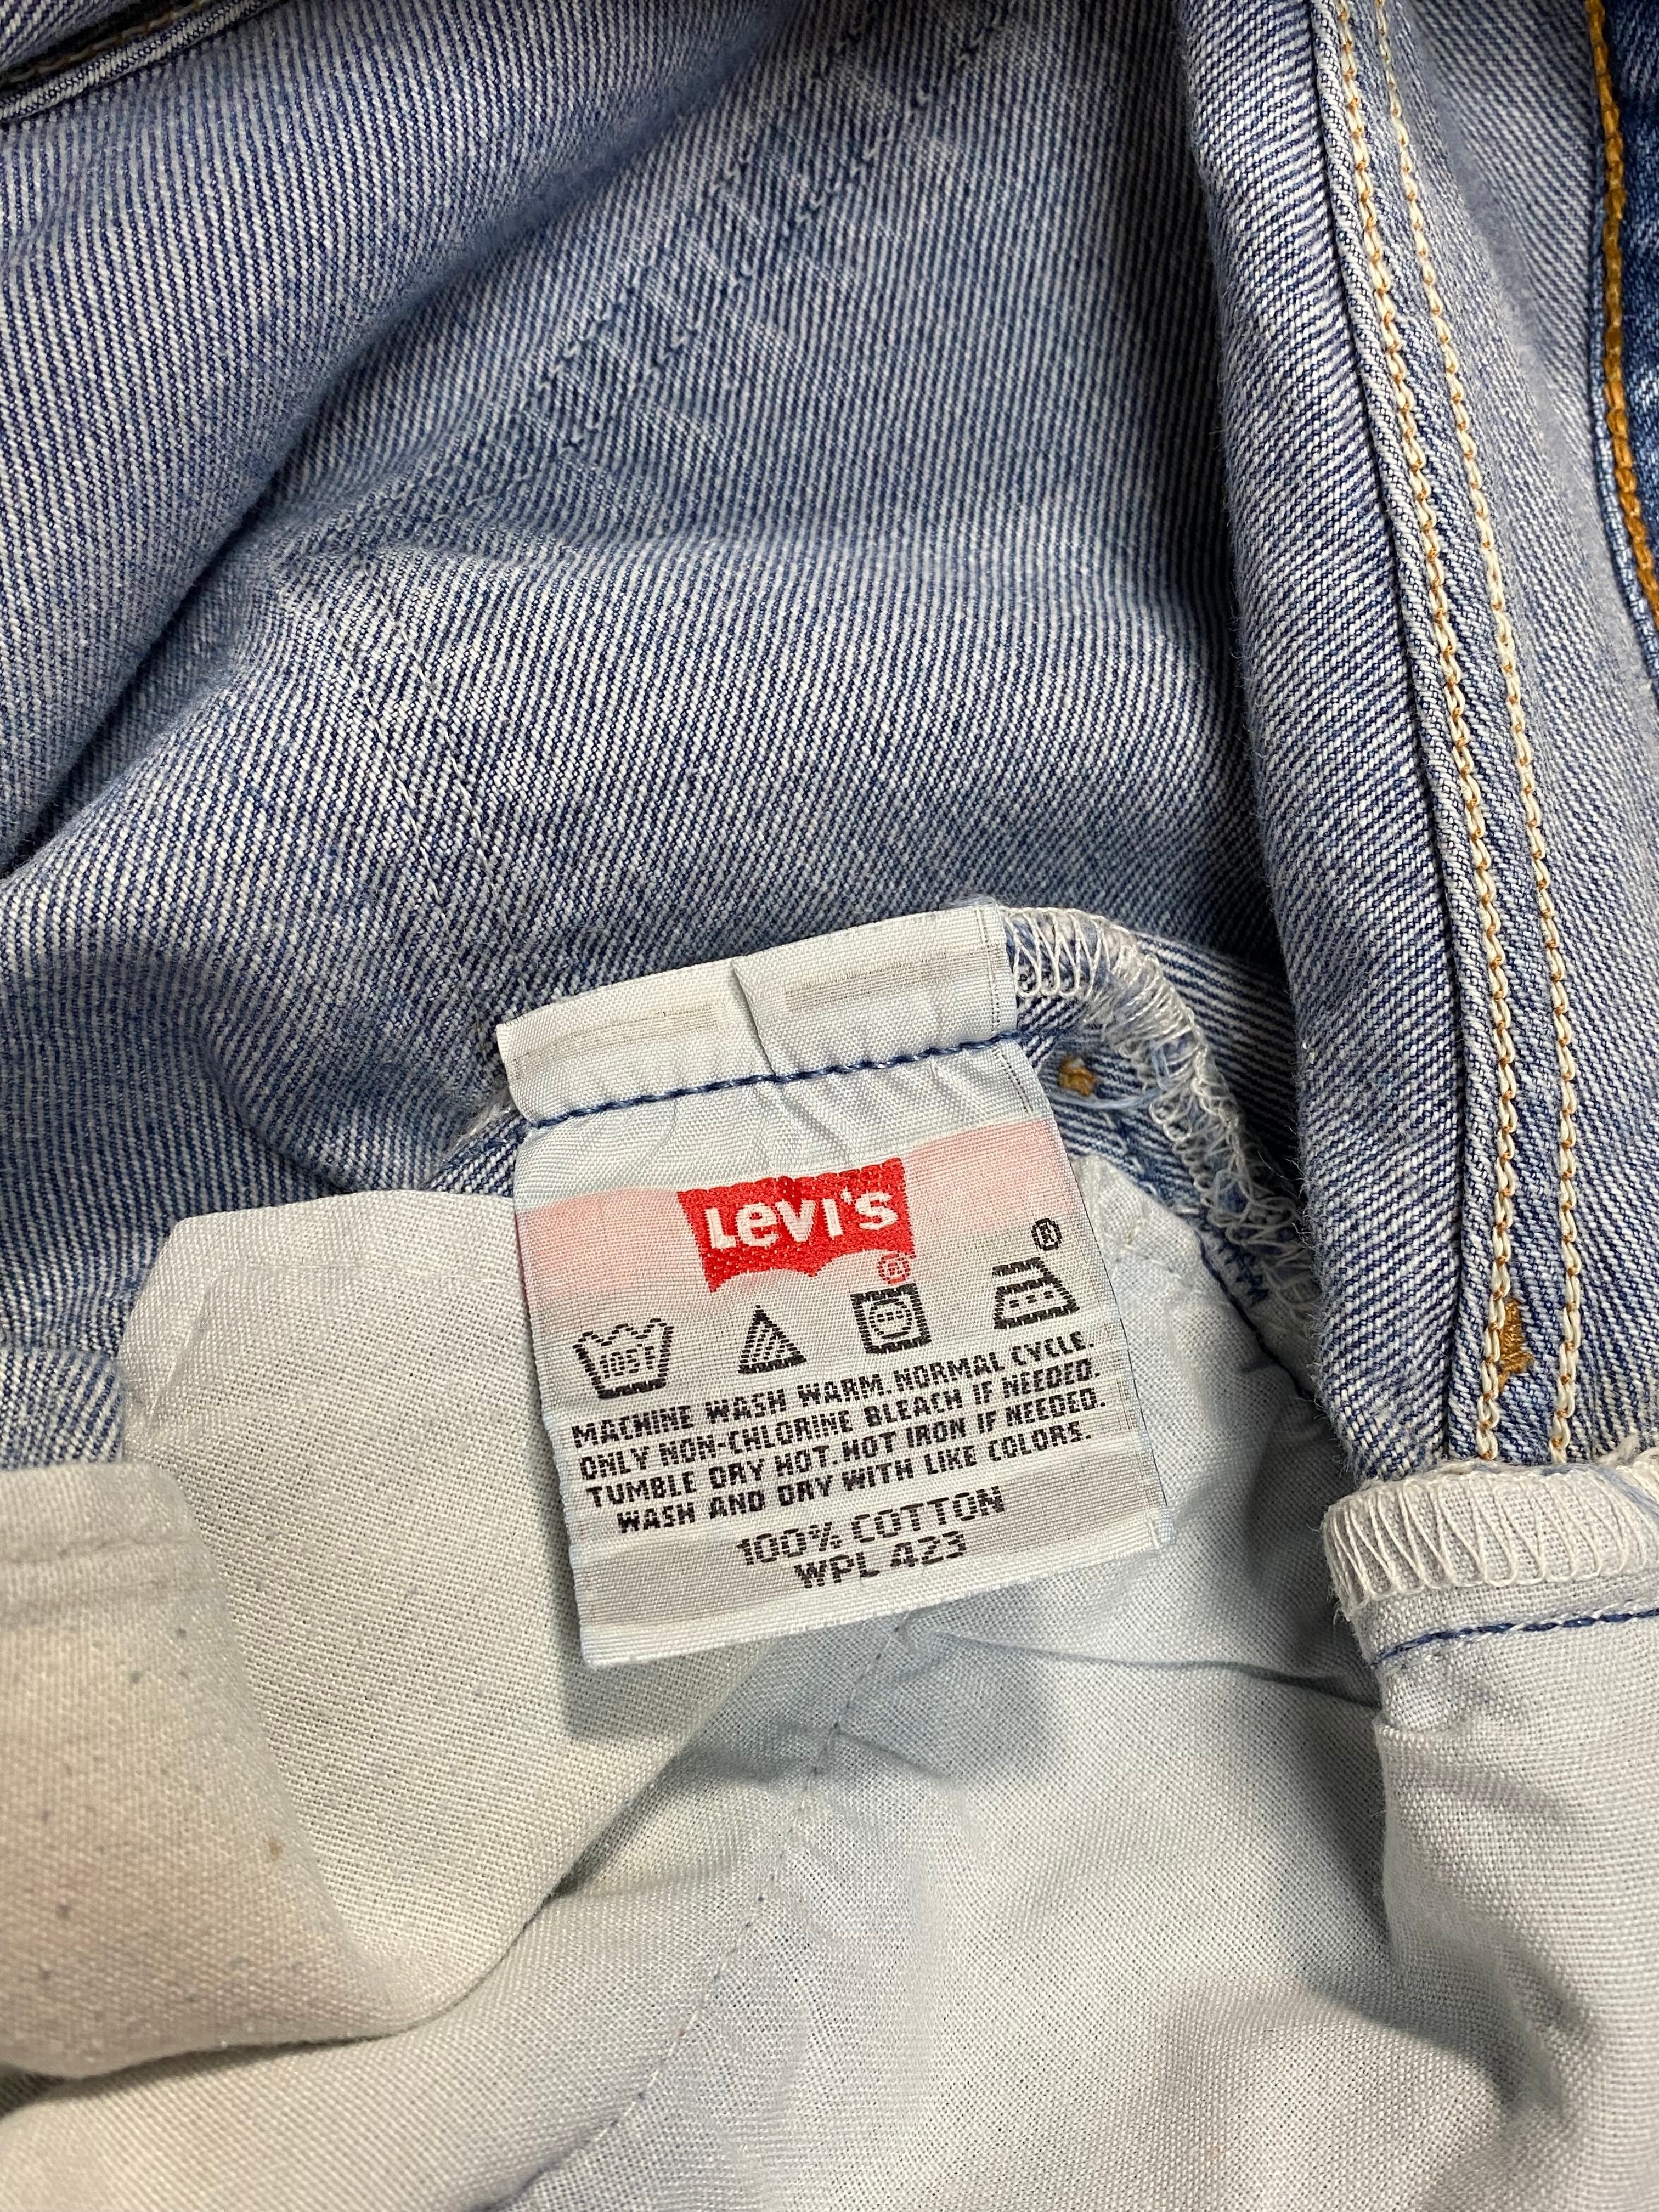 Levi's
®
®
105F
MACHINE WASH WARM. NORMAL CYCLE.
ONLY NON-CHLORINE BLEACH IF NEEDED.
TUMBLE DRY HOT. HOT IRON IF NEEDED.
WASH AND DRY WITH LIKE COLORS.
100% COTTON
WPL 423